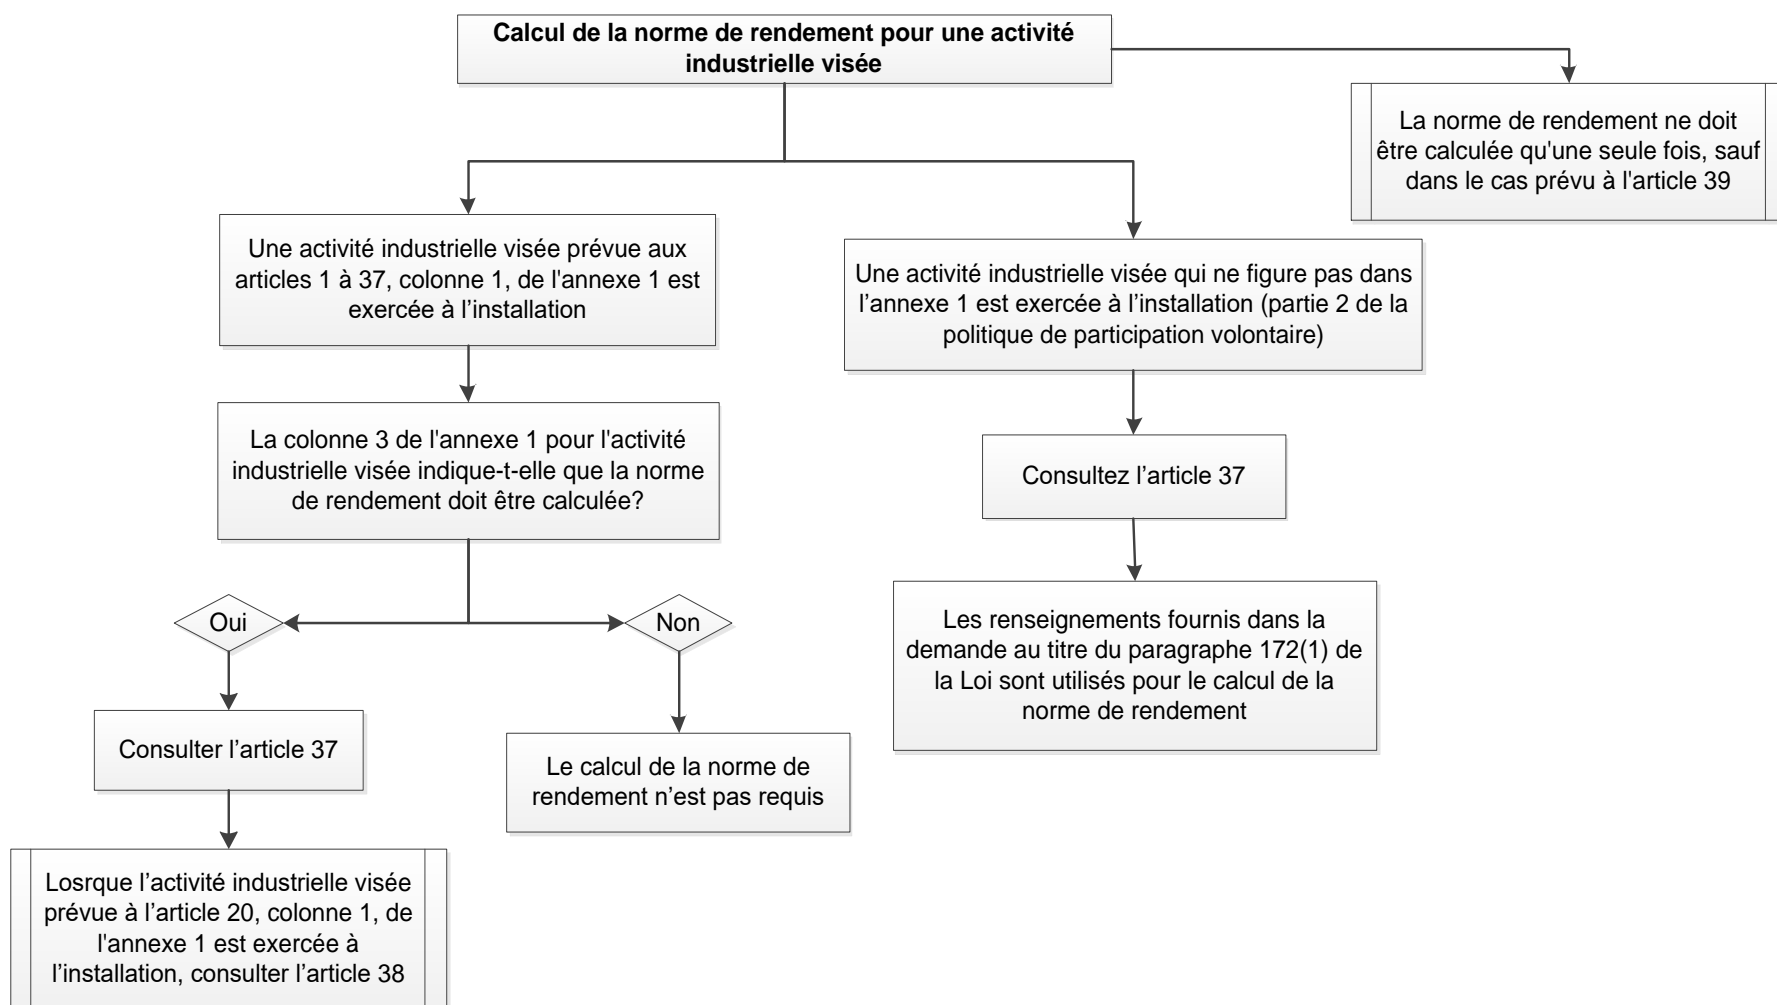 Calcul de la norme de rendement pour une activité
industrielle visée
La norme de rendement ne doit
être calculée qu'une seule fois, sauf
dans le cas prévu à l'article 39
Une activité industrielle visée prévue aux
articles 1 à 37, colonne 1, de l'annexe 1 est
exercée à l’installation
Une activité industrielle visée qui ne figure pas dans
l’annexe 1 est exercée à l’installation (partie 2 de la
politique de participation volontaire)
La colonne 3 de l'annexe 1 pour l'activité
industrielle visée indique-t-elle que la norme
de rendement doit être calculée?
Consultez l’article 37
Oui
Non
Les renseignements fournis dans la
demande au titre du paragraphe 172(1) de
la Loi sont utilisés pour le calcul de la
norme de rendement
Consulter l’article 37
Le calcul de la norme de
rendement n’est pas requis
Losrque l’activité industrielle visée
prévue à l’article 20, colonne 1, de
l'annexe 1 est exercée à
l’installation, consulter l’article 38